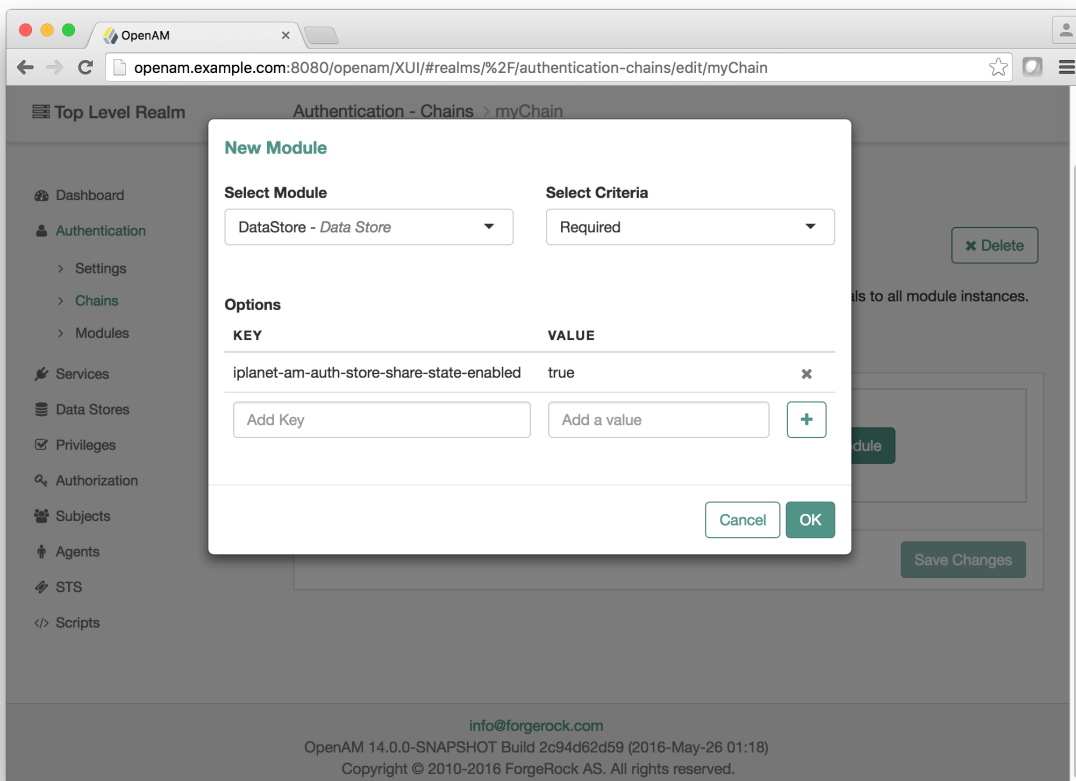 OpenAM
openam.example.com:8080/openam/XUI/#realms/%2F/authentication-chains/edit/myChain
Top Level Realm
Authentication - Chains > myChain
New Module
Select Module
Select Criteria
DataStore - Data Store
Required
Dashboard
Authentication
Delete
Settings
Chains
Modules
to all module instances.
Options
KEY
VALUE
iplanet-am-auth-store-share-state-enabled
true
Add Key
Add a value
Services
Data Stores
Privileges
Authorization
Subjects
Agents
STS
Scripts
Cancel
OK
Save Changes
info@forgerock.com
OpenAM 14.0.0-SNAPSHOT Build 2c94d62d59 (2016-May-26 01:18)
Copyright © 2010-2016 ForgeRock AS. All rights reserved.